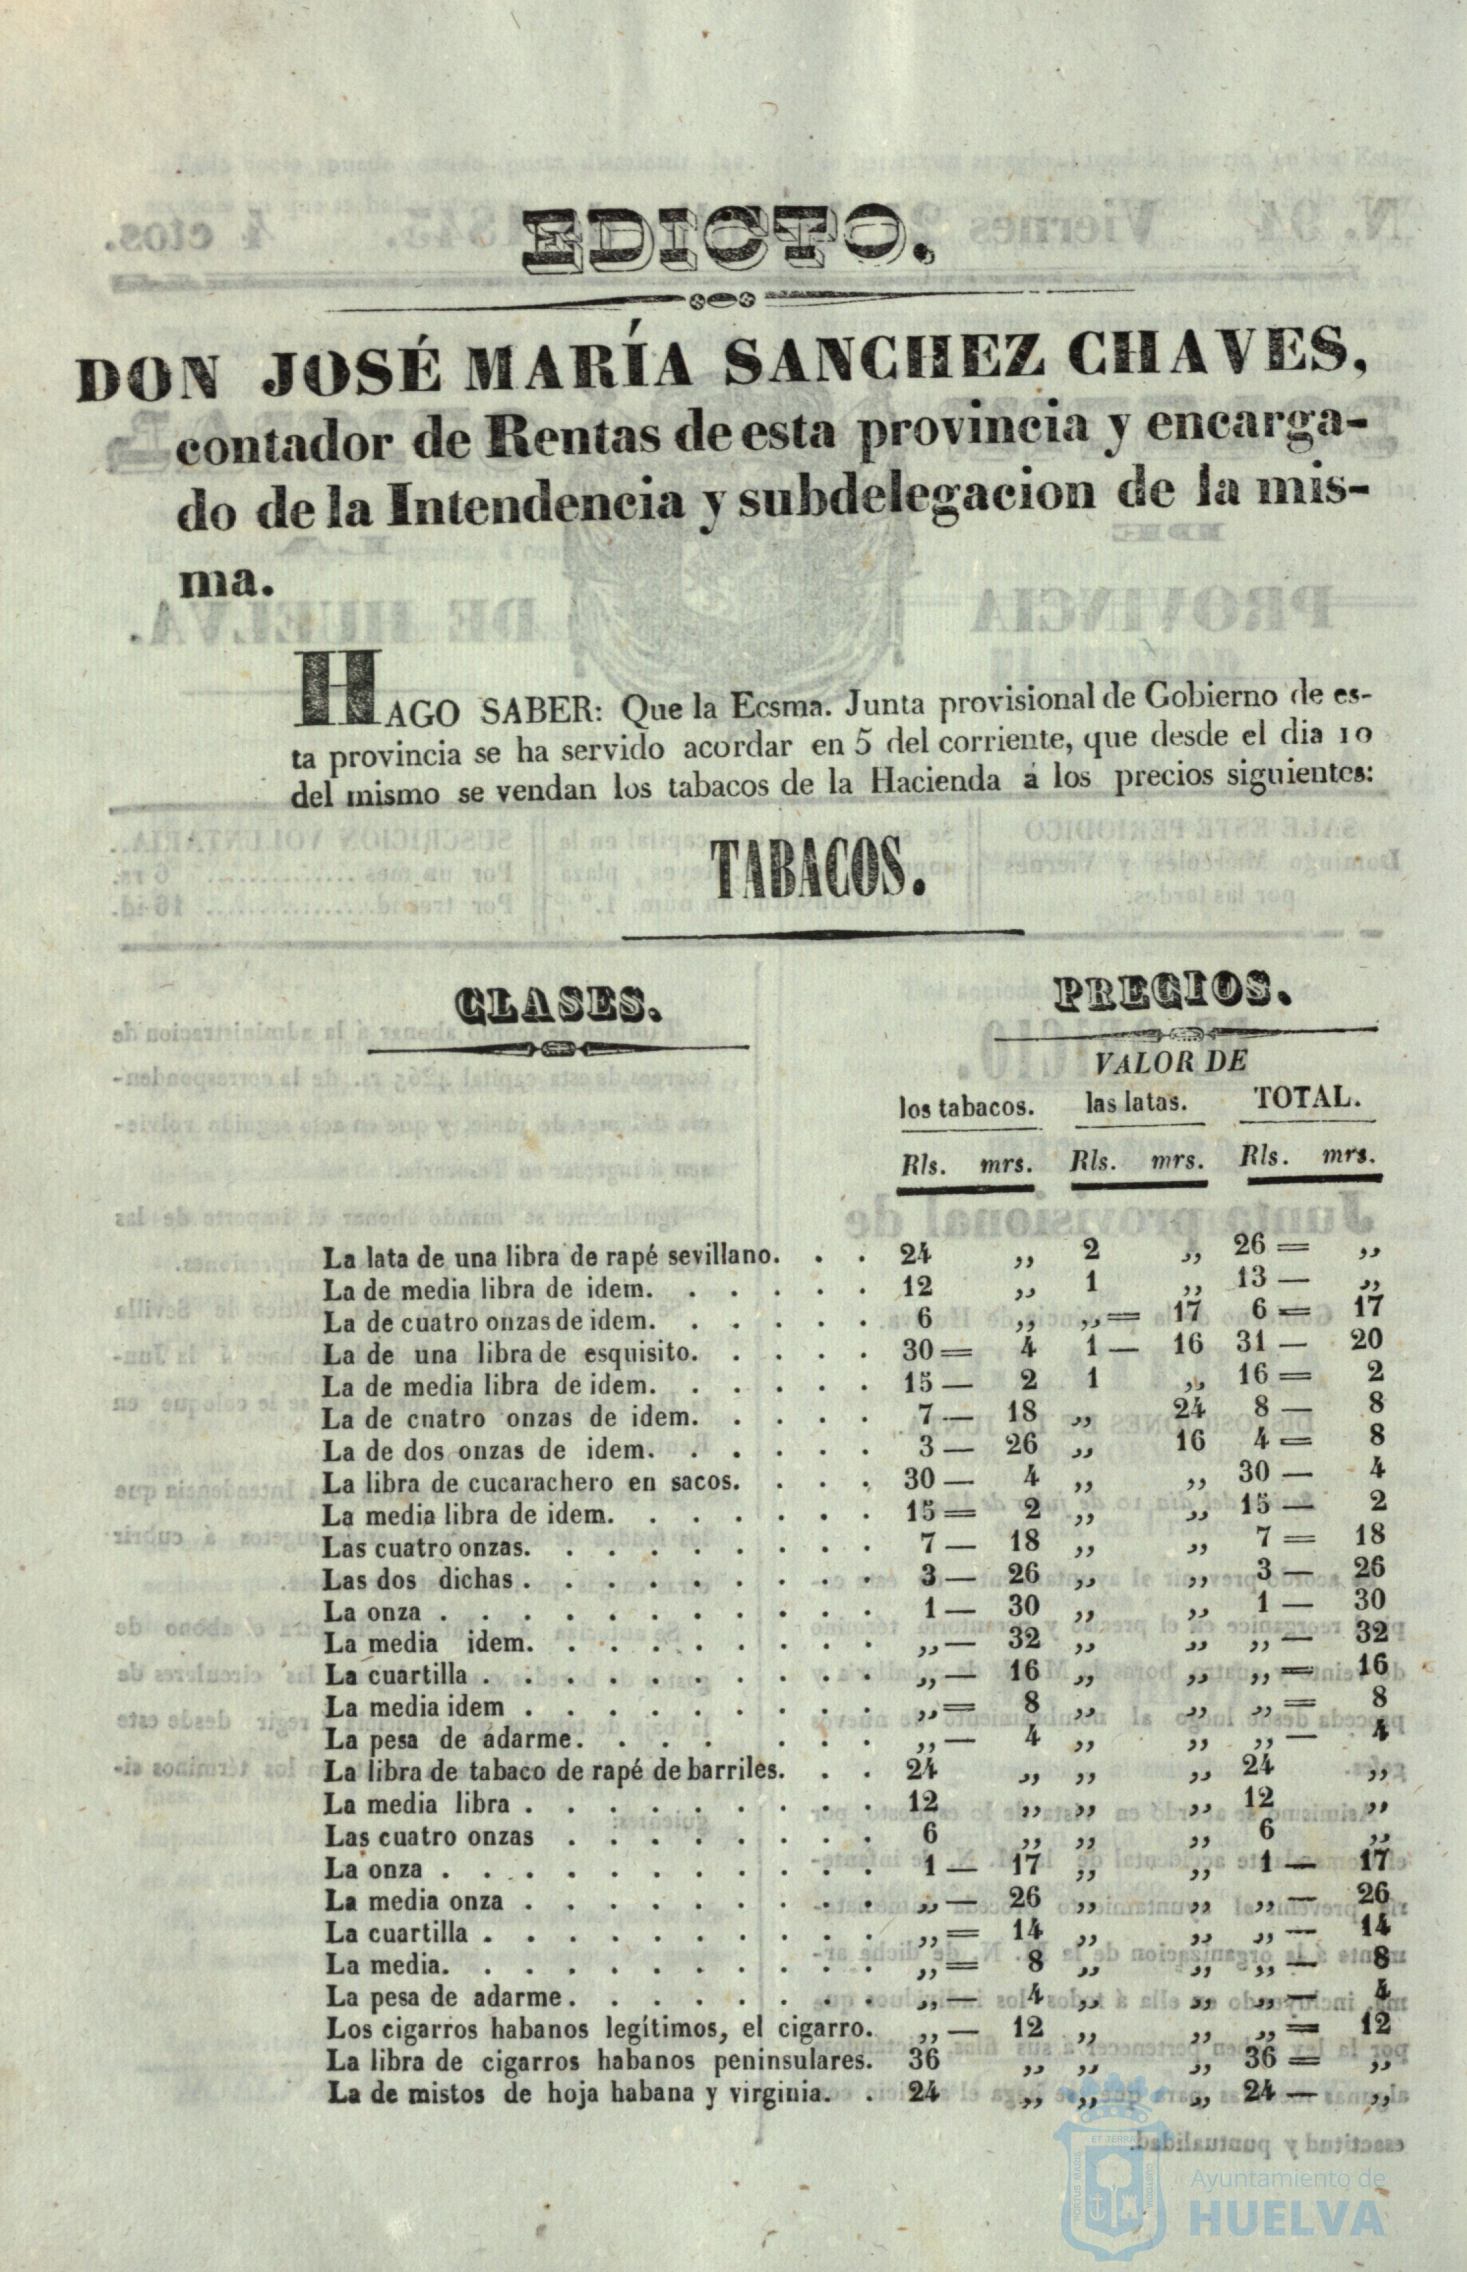 EDICTO.
DON JOSÉ MARÍA SANCHEZ CHAVES,
contador de Rentas de esta provincia y encarga-
do de la Intendencia y subdelegacion de la mis-
ma.
HAGO SABER: Que la Ecsma. Junta provisional de Gobierno de es-
ta provincia se ha servido acordar en 5 del corriente, que desde el dia 10
del mismo se vendan los tabacos de la Hacienda á los precios siguientes:
TABACOS.
CLASES. PRECIOS.
VALOR DE
los tabacos. las latas. TOTAL.
Rls. mrs. Rls. mrs. Rls. mrs.
La lata de una libra de rapé sevillano. . . 24 ,, 2 ,, 26 = ,,
La de media libra de idem. . . . . . 12 ,, 1 ,, 13 — ,,
La de cuatro onzas de idem. . . . . . 6 ,, ,, = 17 6 = 17
La de una libra de esquisito. . . . . 30 = 4 1 — 16 31 — 20
La de media libra de idem. . . . . . 15 — 2 1 ,, 16 = 2
La de cnatro onzas de idem. . . . . 7 — 18 ,, 24 8 — 8
La de dos onzas de idem. . . . . . 3 — 26 ,, 16 4 = 8
La libra de cucarachero en sacos. . . . 30 — 4 ,, ,, 30 — 4
La media libra de idem. . . . . . . 15 = 2 ,, ,, 15 — 2
Las cuatro onzas. . . . . . . . . 7 — 18 ,, ,, 7 = 18
Las dos dichas . . . . . . . . . 3 — 26 ,, ,, 3 — 26
La onza . . . . . . . . . . . 1 — 30 ,, ,, 1 — 30
La media idem. . . . . . . . . ,, — 32 ,, ,, ,, — 32
La cuartilla . . . . . . . . . . ,, — 16 ,, ,, ,, = 16
La media idem . . . . . . . . . ,, = 8 ,, ,, ,, = 8
La pesa de adarme. . . . . . . ,, — 4 ,, ,, ,, — 4
La libra de tabaco de rapé de barriles. . . 24 ,, ,, ,, 24 ,,
La media libra . . . . . . . . . 12 ,, ,, ,, 12 ,,
Las cuatro onzas . . . . . . . . 6 ,, ,, ,, 6 ,,
La onza . . . . . . . . . . . 1 — 17 ,, ,, 1 — 17
La media onza . . . . . . . . . ,, — 26 ,, ,, ,, — 26
La cuartilla . . . . . . . . . . ,, = 14 ,, ,, ,, — 14
La media. . . . . . . . . . . ,, = 8 ,, ,, ,, — 8
La pesa de adarme. . . . . . . . ,, — 4 ,, ,, ,, — 4
Los cigarros habanos legítimos, el cigarro. ,, — 12 ,, ,, ,, = 12
La libra de cigarros habanos peninsulares. 36 ,, ,, ,, 36 = ,,
La de mistos de hoja habana y virginia. . 24 ,, ,, ,, 24 — ,,
Ayuntamiento de
HUELVA